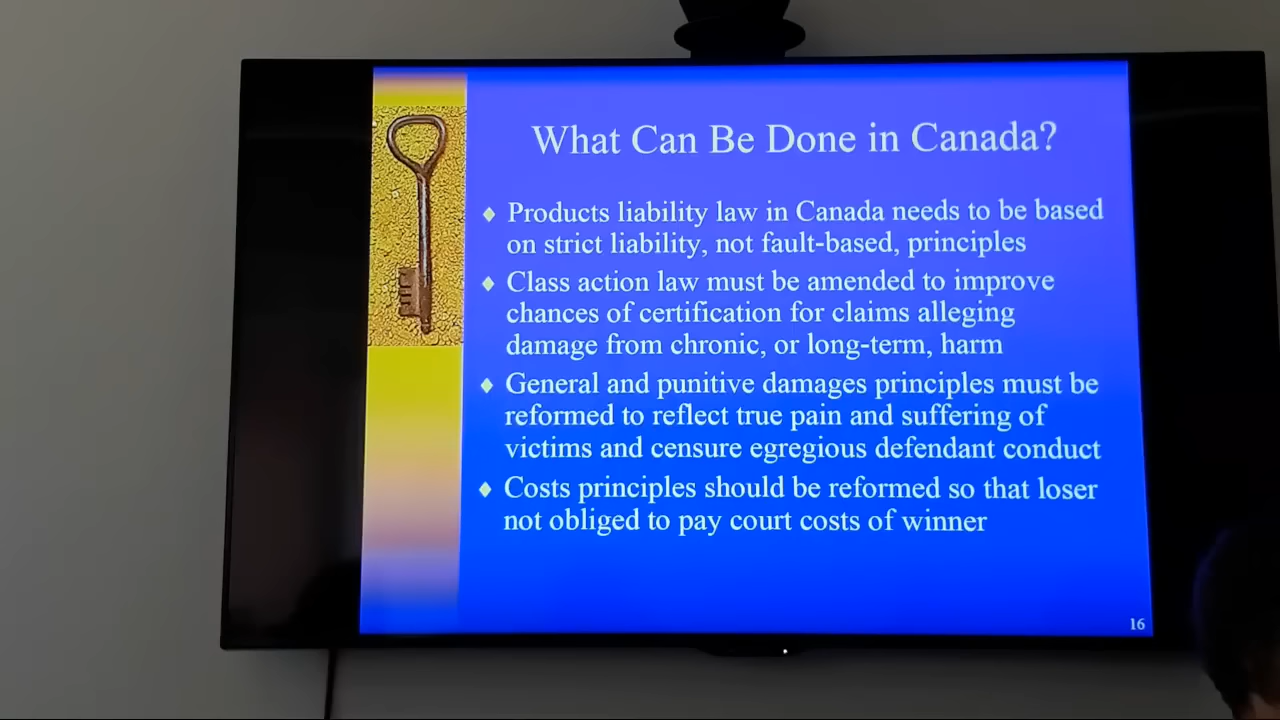 What Can Be Done in Canada?
Products liability law in Canada needs to be based
on strict liability, not fault-based, principles
Class action law must be amended to improve
chances of certification for claims alleging
damage from chronic, or long-term, harm
General and punitive damages principles must be
reformed to reflect true pain and suffering of
victims and censure egregious defendant conduct
Costs principles should be reformed so that loser
not obliged to pay court costs of winner
16